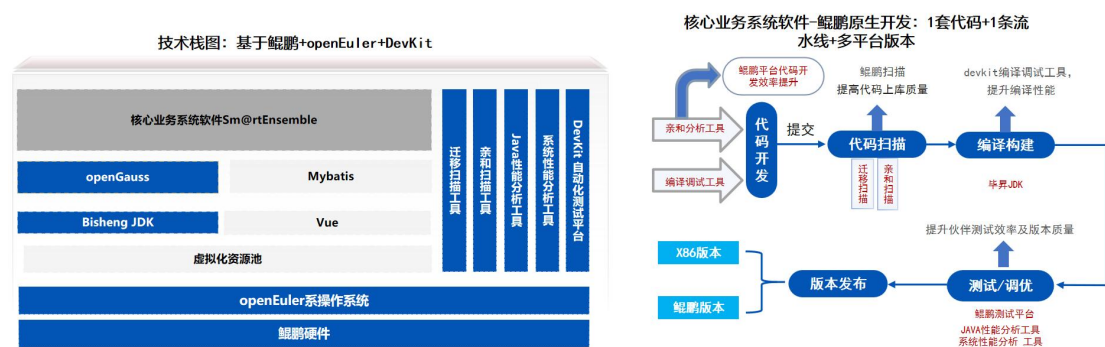 技术栈图：基于鲲鹏+openEuler+DevKit
核心业务系统软件Sm@rtEnsemble
openGauss
Mybatis
Bisheng JDK
Vue
虚拟化资源池
迁移扫描工具
亲和扫描工具
Java性能分析工具
系统性能分析工具
DevKit 自动化测试平台
openEuler系操作系统
鲲鹏硬件
核心业务系统软件-鲲鹏原生开发：1套代码+1条流
水线+多平台版本
鲲鹏平台代码开
发效率提升
亲和分析工具
编译调试工具
代码开发
提交
鲲鹏扫描
提高代码上库质量
代码扫描
迁移扫描
亲和扫描
devkit编译调试工具，
提升编译性能
编译构建
毕昇JDK
提升伙伴测试效率及版本质量
测试/调优
鲲鹏测试平台
JAVA性能分析工具
系统性能分析 工具
版本发布
X86版本
鲲鹏版本